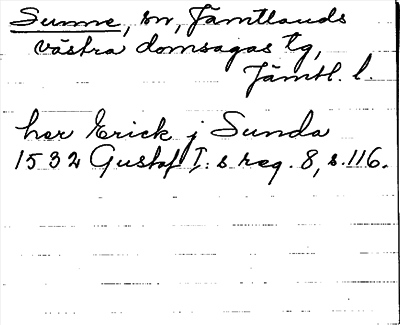 Sunne, sn, Jämtlands
västra domsagas tg,
Jämtl. l.
her Erick j Sunda
1532 Gustaf I:s reg. 8, s. 116.